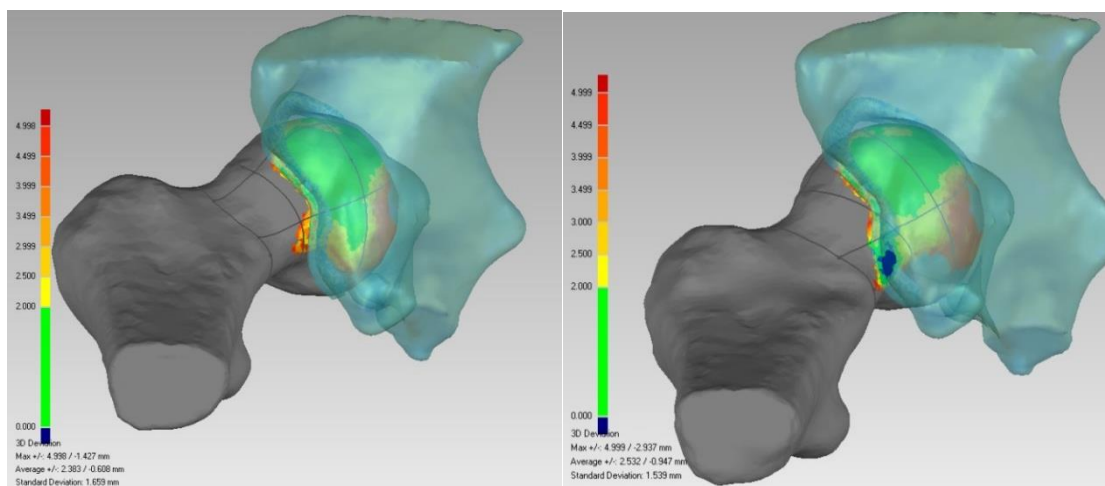 4.998
4.499
3.999
3.499
2.999
2.500
2.000
0.000
3D Deviation
Max +/-: 4.998 / -1.427 mm
Average +/-: 2.383 / -0.608 mm
Standard Deviation: 1.659 mm
4.999
4.499
3.999
3.499
3.000
2.500
2.000
0.000
3D Deviation
Max +/-: 4.999 / -2.937 mm
Average +/-: 2.532 / -0.947 mm
Standard Deviation: 1.539 mm